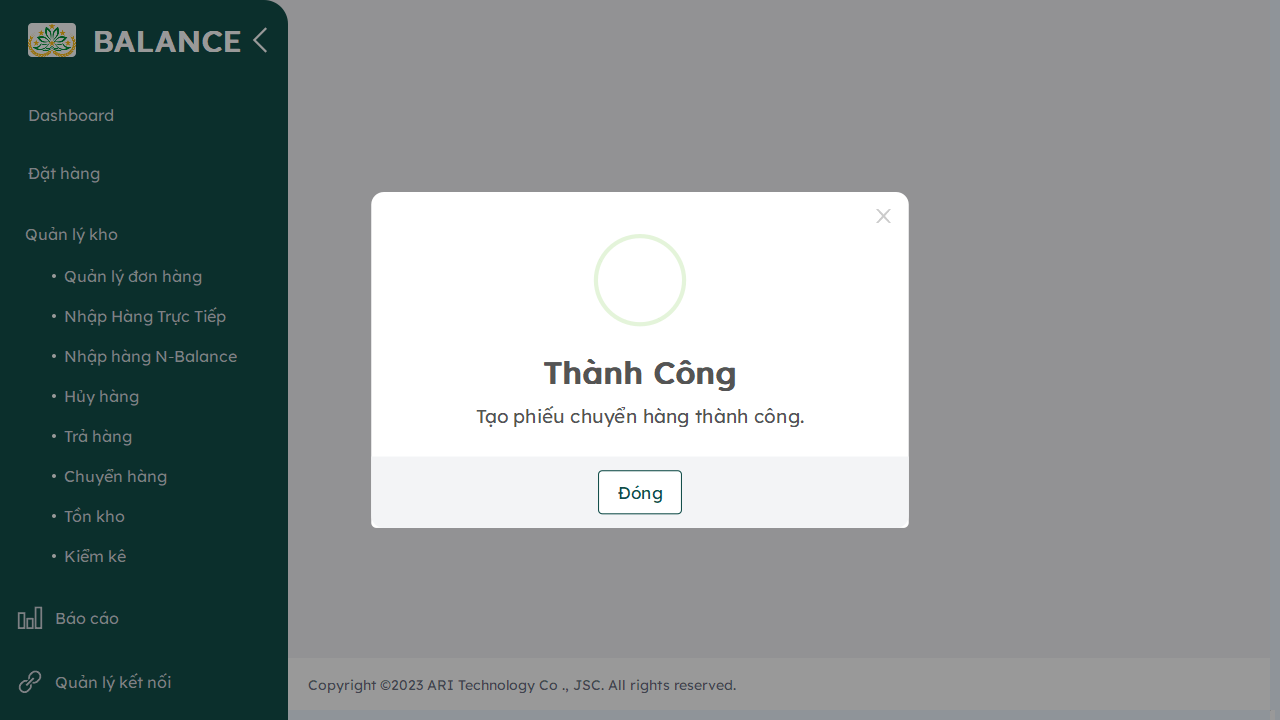 BALANCE
Dashboard
Đặt hàng
Quản lý kho
Quản lý đơn hàng
Nhập Hàng Trực Tiếp
Nhập hàng N-Balance
Hủy hàng
Trả hàng
Chuyển hàng
Tồn kho
Kiểm kê
Báo cáo
Quản lý kết nối
Thành Công
Tạo phiếu chuyển hàng thành công.
Đóng
Copyright ©2023 ARI Technology Co ., JSC. All rights reserved.